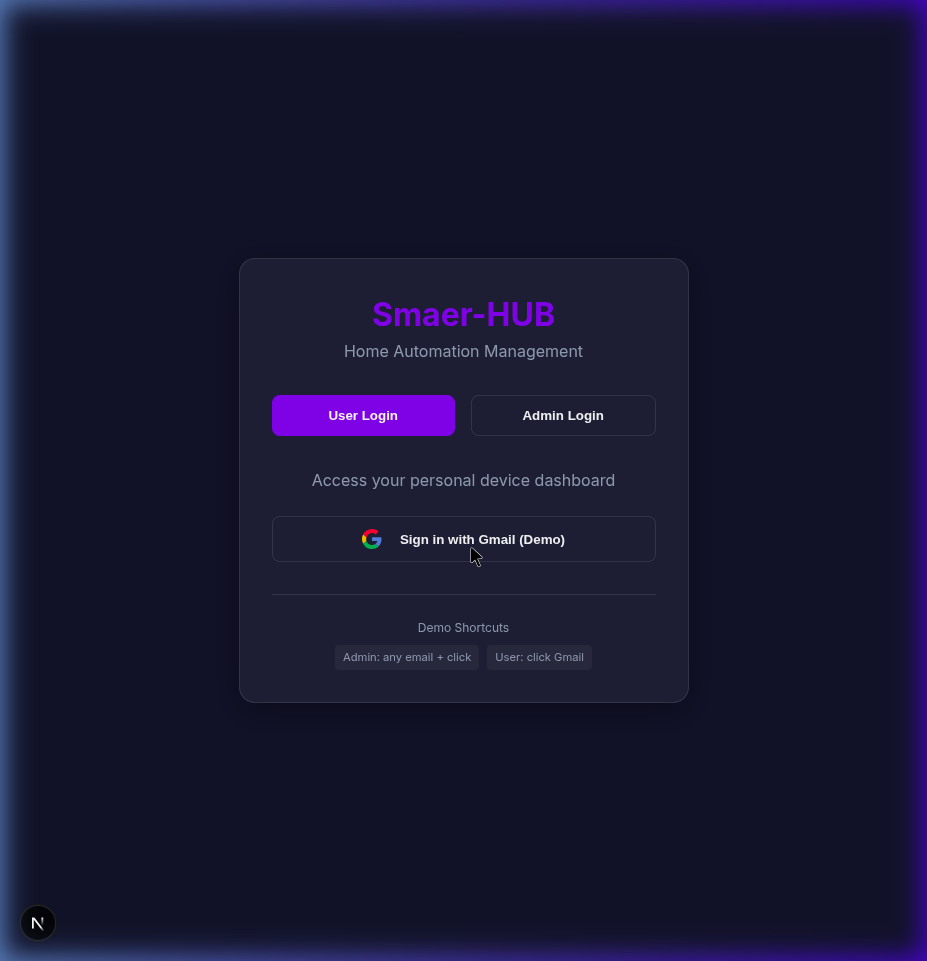 Smaer-HUB
Home Automation Management
User Login Admin Login
Access your personal device dashboard
Sign in with Gmail (Demo)
Demo Shortcuts
Admin: any email + click User: click Gmail
N